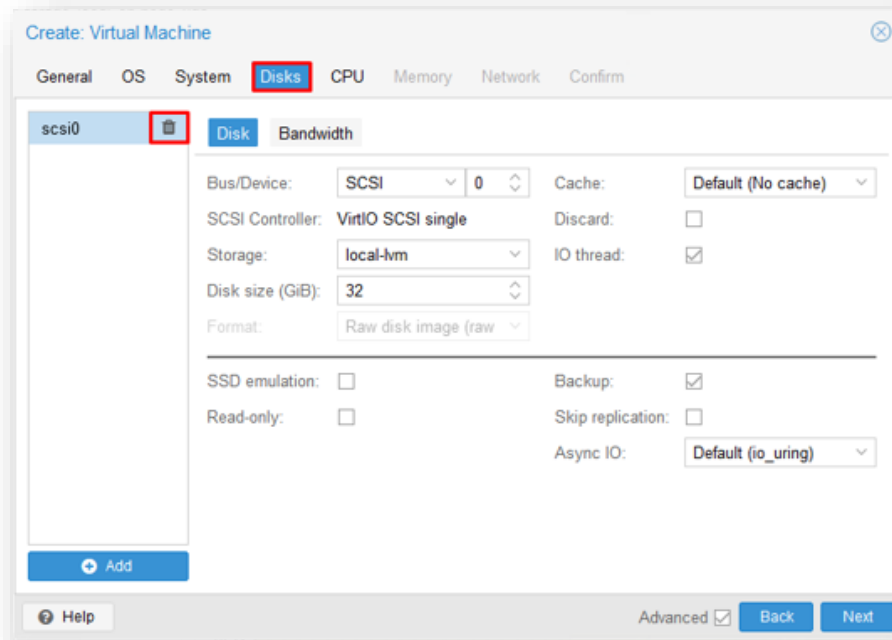 Create: Virtual Machine
General OS System Disks CPU Memory Network Confirm
scsi0
Disk Bandwidth
Bus/Device: SCSI 0 Cache: Default (No cache)
SCSI Controller: VirtIO SCSI single Discard:
Storage: local-lvm IO thread:
Disk size (GiB): 32
Format: Raw disk image (raw
SSD emulation: Backup:
Read-only: Skip replication:
Async IO: Default (io_uring)
Add
Help Advanced Back Next